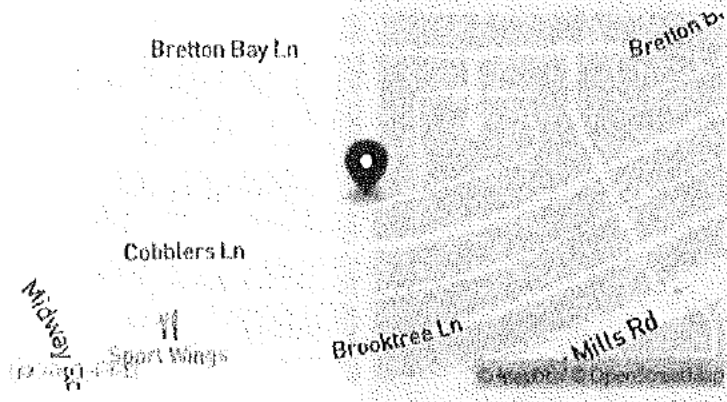 Bretton Bay Ln
Bretton B
Cobblers Ln
Midway R
Sport Wings
Brooktree Ln
Mills Rd